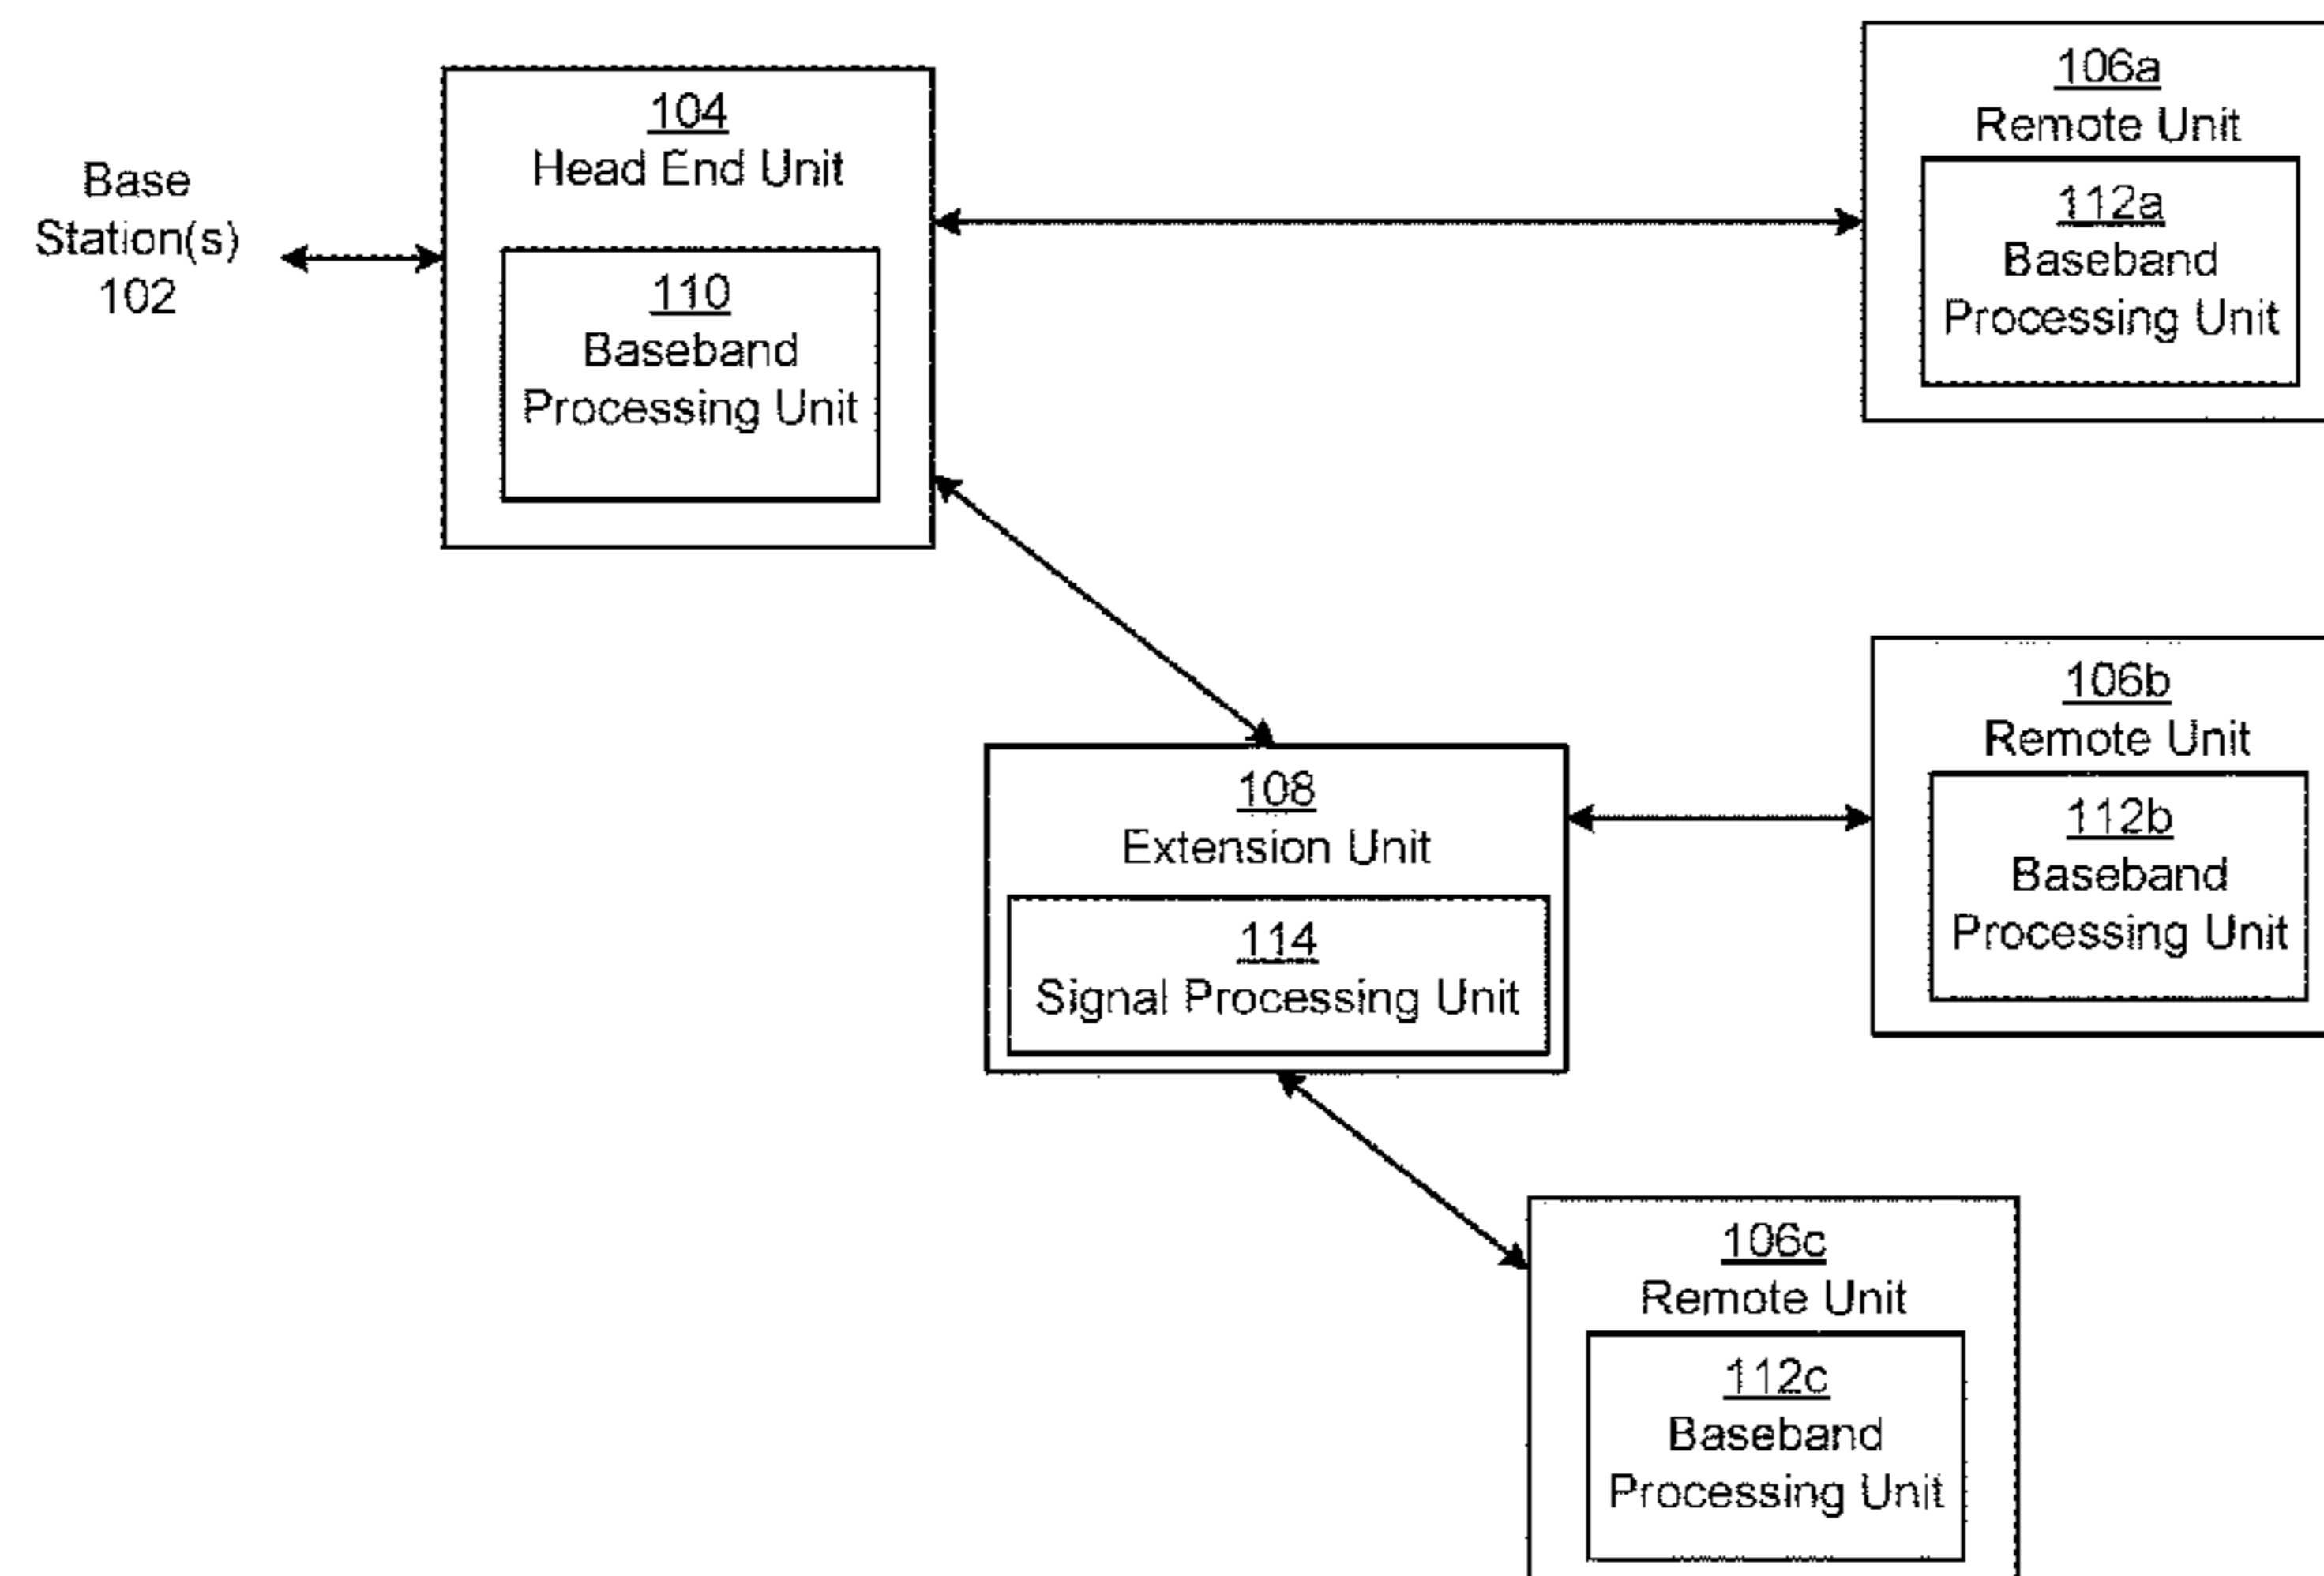 Base
Station(s)
102
104
Head End Unit
110
Baseband
Processing Unit
106a
Remote Unit
112a
Baseband
Processing Unit
108
Extension Unit
114
Signal Processing Unit
106b
Remote Unit
112b
Baseband
Processing Unit
106c
Remote Unit
112c
Baseband
Processing Unit